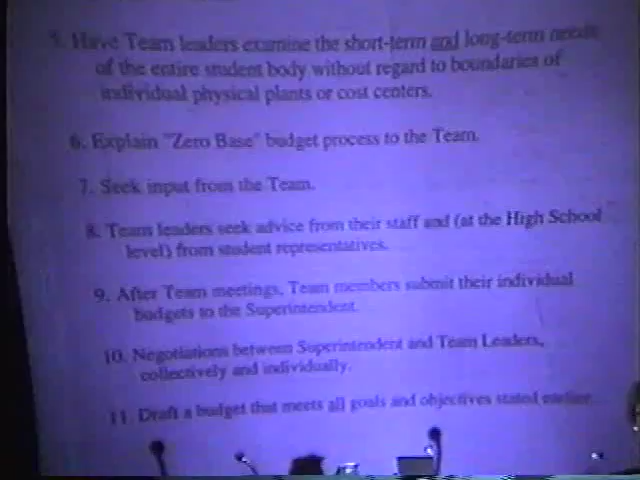 5. Have Team leaders examine the short-term and long-term needs
of the entire student body without regard to boundaries of
individual physical plants or cost centers.
6. Explain "Zero Base" budget process to the Team.
7. Seek input from the Team.
8. Team leaders seek advice from their staff and (at the High School
level) from student representatives.
9. After Team meetings, Team members submit their individual
budgets to the Superintendent.
10. Negotiations between Superintendent and Team Leaders,
collectively and individually.
11. Draft a budget that meets all goals and objectives stated earlier.